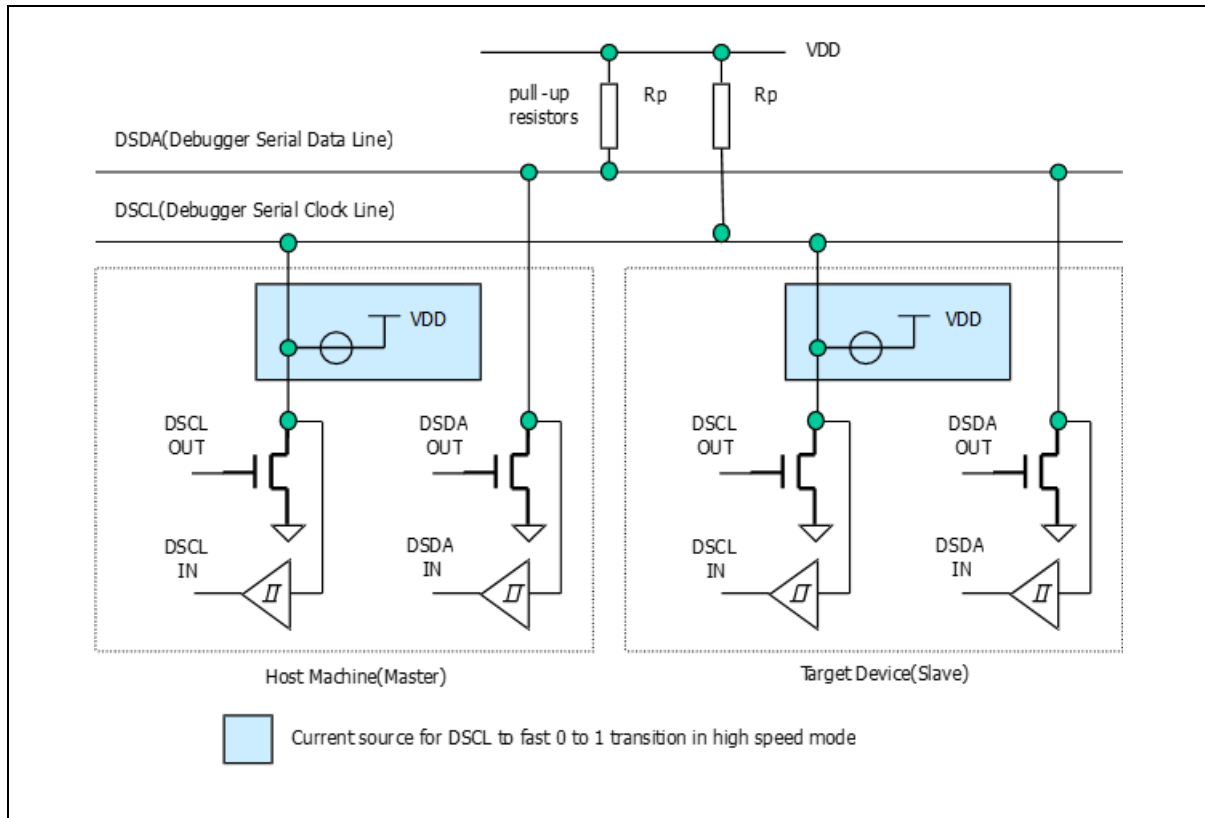 VDD
pull -up
resistors
Rp
Rp
DSDA(Debugger Serial Data Line)
DSCL(Debugger Serial Clock Line)
VDD
VDD
DSCL
OUT
DSDA
OUT
DSCL
OUT
DSDA
OUT
DSCL
IN
DSDA
IN
DSCL
IN
DSDA
IN
Host Machine(Master)
Target Device(Slave)
Current source for DSCL to fast 0 to 1 transition in high speed mode